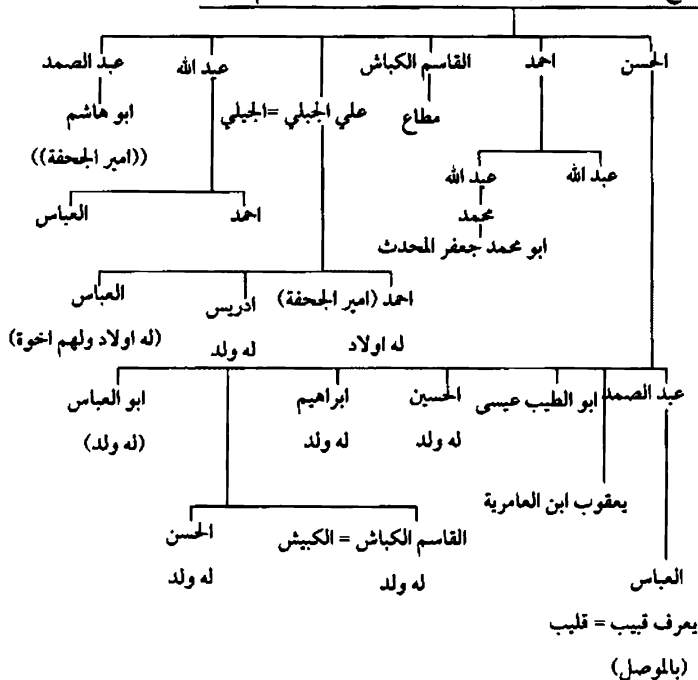 الحسن احمد القاسم الكباش عبد الله عبد الصمد
مطاع علي الجبلي =الجيلي ابو هاشم
((امير الجحفة))
عبد الله عبد الله
احمد العباس
محمد
ابو محمد جعفر المحدث
احمد (امير الجحفة) ادريس العباس
له اولاد له ولد (له اولاد ولهم اخوة)
عبد الصمد ابو الطيب عيسى الحسين ابراهيم ابو العباس
له ولد له ولد (له ولد)
يعقوب ابن العامرية
القاسم الكباش = الكبيش الحسن
له ولد له ولد
العباس
يعرف قبيب = قليب
(بالموصل)